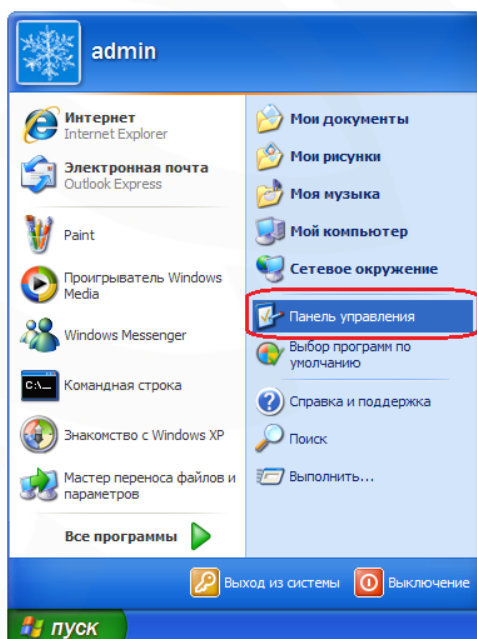 admin
Интернет
Internet Explorer
Электронная почта
Outlook Express
Paint
Проигрыватель Windows
Media
Windows Messenger
C:\_
Командная строка
Знакомство с Windows XP
Мастер переноса файлов и
параметров
Все программы
Мои документы
Мои рисунки
Моя музыка
Мой компьютер
Сетевое окружение
Панель управления
Выбор программ по
умолчанию
Справка и поддержка
Поиск
Выполнить...
Выход из системы
Выключение
пуск